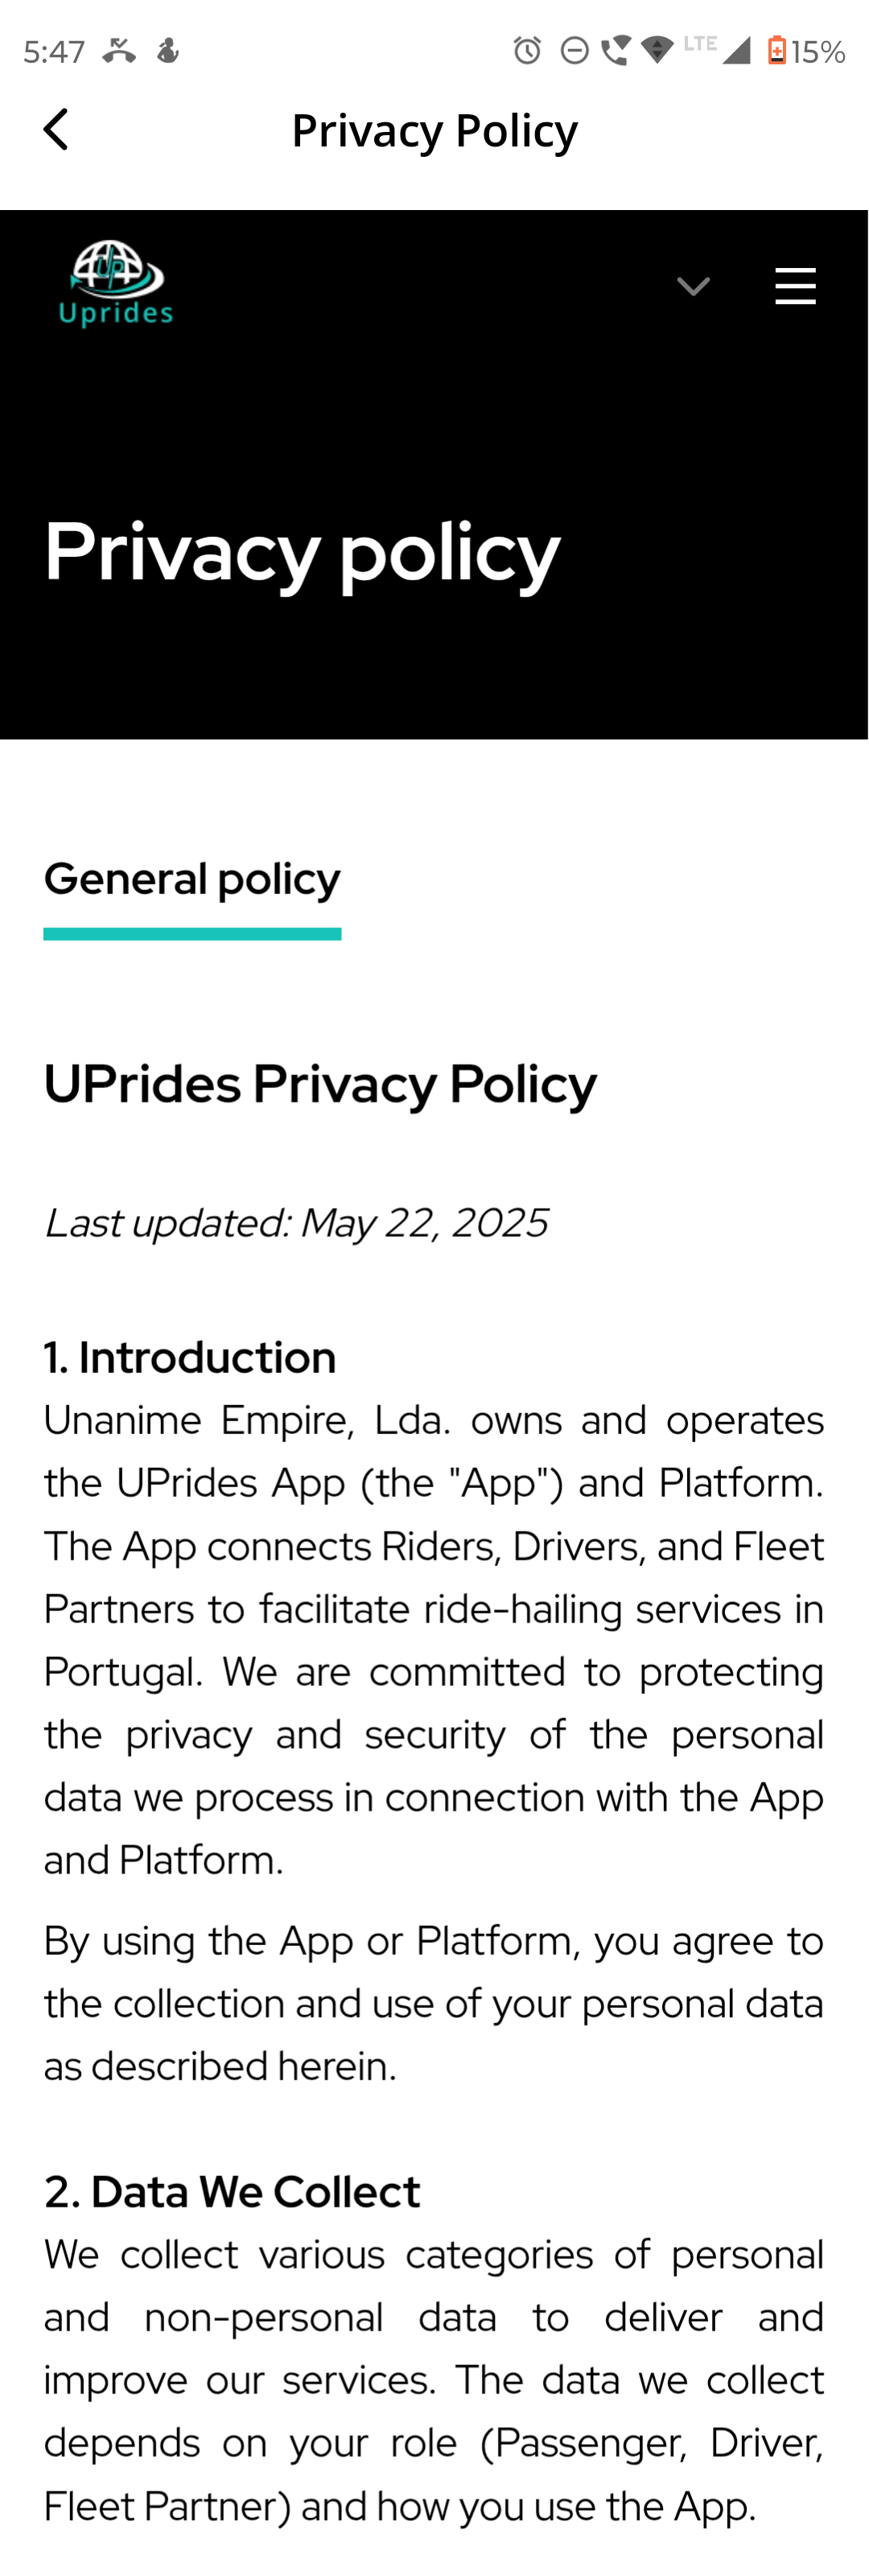 5:47
LTE
15%
Privacy Policy
UP
Uprides
Privacy policy
General policy
UPrides Privacy Policy
Last updated: May 22, 2025
1. Introduction
Unanime Empire, Lda. owns and operates
the UPrides App (the "App") and Platform.
The App connects Riders, Drivers, and Fleet
Partners to facilitate ride-hailing services in
Portugal. We are committed to protecting
the privacy and security of the personal
data we process in connection with the App
and Platform.
By using the App or Platform, you agree to
the collection and use of your personal data
as described herein.
2. Data We Collect
We collect various categories of personal
and non-personal data to deliver and
improve our services. The data we collect
depends on your role (Passenger, Driver,
Fleet Partner) and how you use the App.